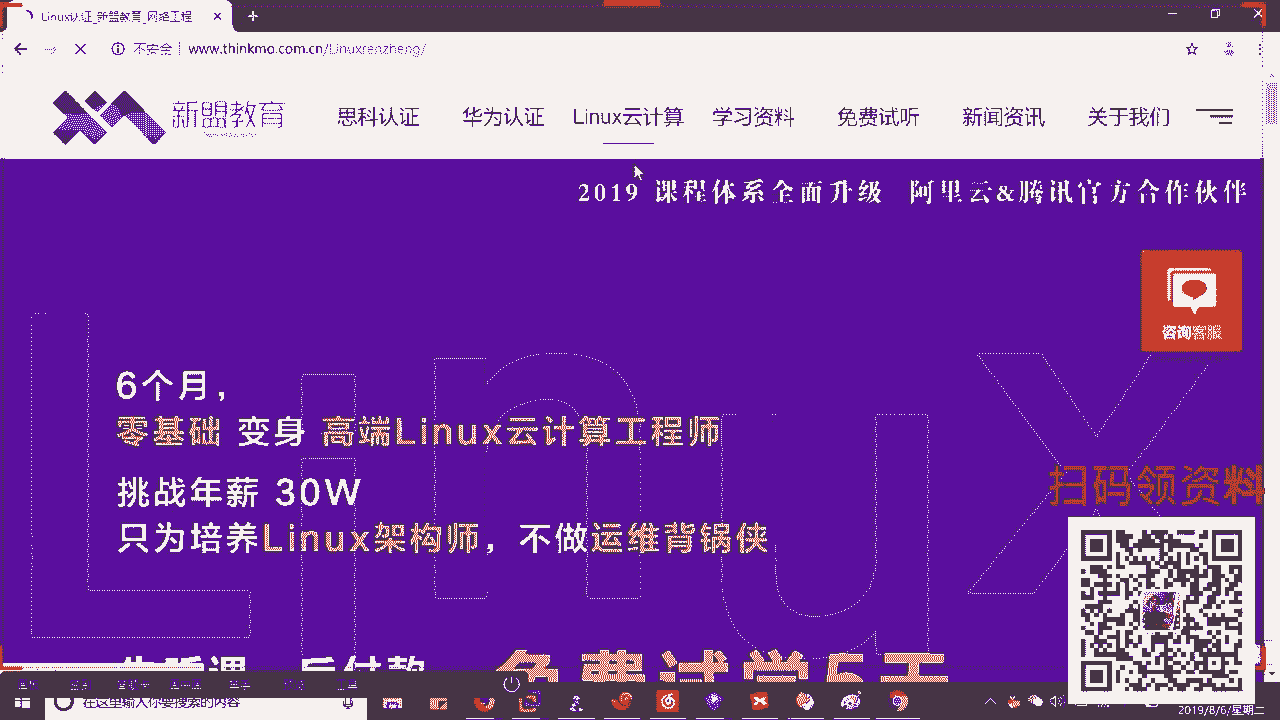 Linux认证_新盟教育_网络工程
不安全 | www.thinkmo.com.cn/Linuxrenzheng/
新盟教育
思科认证 华为认证 Linux云计算 学习资料 免费试听 新闻资讯 关于我们
2019 课程体系全面升级 阿里云&腾讯官方合作伙伴
咨询客服
6个月，
零基础 变身 高端Linux云计算工程师
挑战年薪 30W
只为培养Linux架构师，不做运维背锅侠
扫码领资料
免费试学5天
在这里输入你要搜索的内容
2019/8/6/星期二